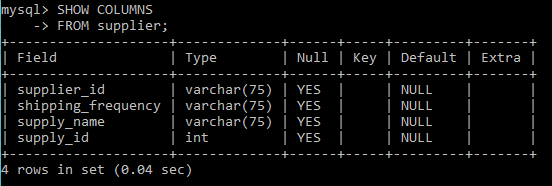 mysql> SHOW COLUMNS
    -> FROM supplier;
+--------------------+-------------+------+-----+---------+-------+
| Field              | Type        | Null | Key | Default | Extra |
+--------------------+-------------+------+-----+---------+-------+
| supplier_id        | varchar(75) | YES  |     | NULL    |       |
| shipping_frequency | varchar(75) | YES  |     | NULL    |       |
| supply_name        | varchar(75) | YES  |     | NULL    |       |
| supply_id          | int         | YES  |     | NULL    |       |
+--------------------+-------------+------+-----+---------+-------+
4 rows in set (0.04 sec)